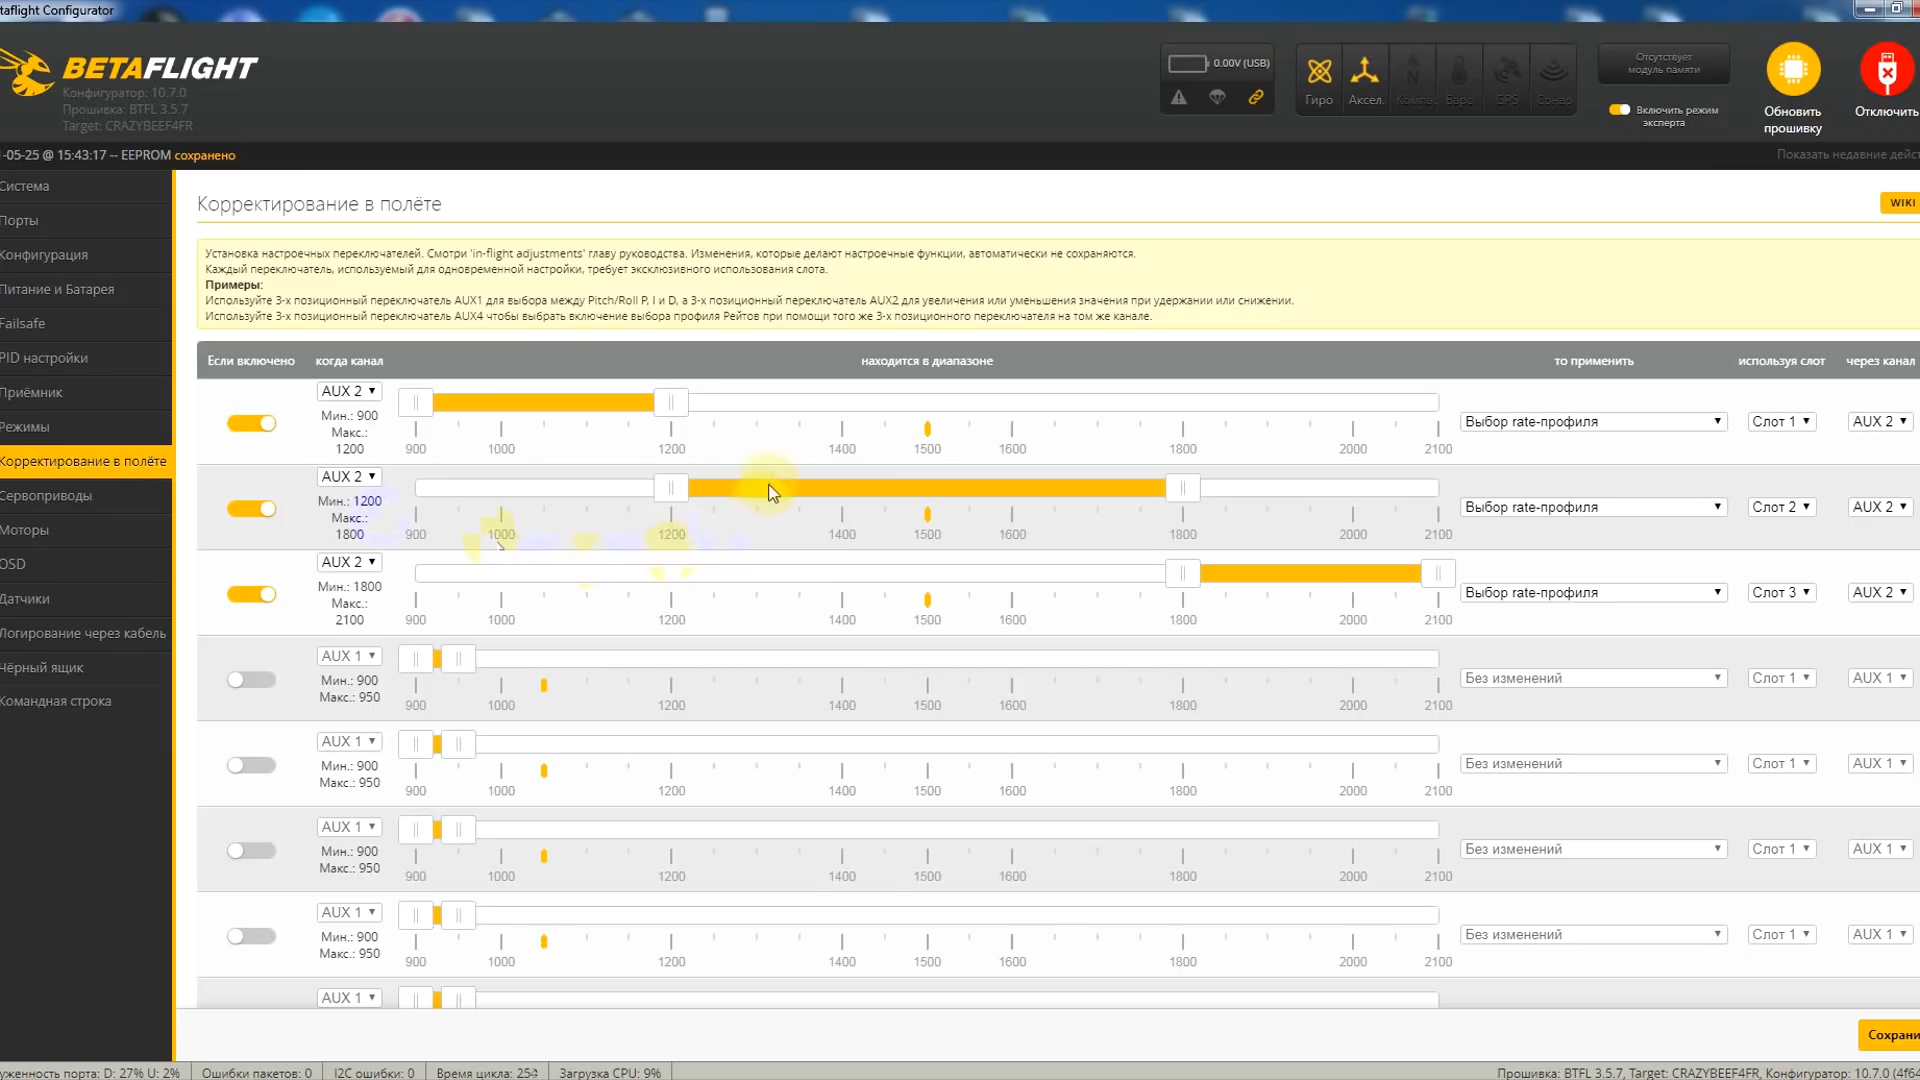 taflight Configurator
BETAFLIGHT
Конфигуратор: 10.7.0
Прошивка: BTFL 3.5.7
Target: CRAZYBEEF4FR
0.00V (USB)
Гиро Аксел. Компас Баро GPS Сонар
Отсутствует
модуль памяти
Включить режим
эксперта
Обновить
прошивку
Отключить
-05-25 @ 15:43:17 -- EEPROM сохранено
Показать недавние дейст
Система
Порты
Конфигурация
Питание и Батарея
Failsafe
PID настройки
Приёмник
Режимы
Корректирование в полёте
Сервоприводы
Моторы
OSD
Датчики
Логирование через кабель
Чёрный ящик
Командная строка
Корректирование в полёте
WIKI
Установка настроечных переключателей. Смотри 'in-flight adjustments' главу руководства. Изменения, которые делают настроечные функции, автоматически не сохраняются.
Каждый переключатель, используемый для одновременной настройки, требует эксклюзивного использования слота.
Примеры:
Используйте 3-х позиционный переключатель AUX1 для выбора между Pitch/Roll P, I и D, а 3-х позиционный переключатель AUX2 для увеличения или уменьшения значения при удержании или снижении.
Используйте 3-х позиционный переключатель AUX4 чтобы выбрать включение выбора профиля Рейтов при помощи того же 3-х позиционного переключателя на том же канале.
Если включено когда канал находится в диапазоне то применить используя слот через канал
AUX 2
Мин.: 900
Макс.:
1200
900 1000 1200 1400 1500 1600 1800 2000 2100
Выбор rate-профиля Слот 1 AUX 2
AUX 2
Мин.: 1200
Макс.:
1800
900 1000 1200 1400 1500 1600 1800 2000 2100
Выбор rate-профиля Слот 2 AUX 2
AUX 2
Мин.: 1800
Макс.:
2100
900 1000 1200 1400 1500 1600 1800 2000 2100
Выбор rate-профиля Слот 3 AUX 2
AUX 1
Мин.: 900
Макс.: 950
900 1000 1200 1400 1500 1600 1800 2000 2100
Без изменений Слот 1 AUX 1
AUX 1
Мин.: 900
Макс.: 950
900 1000 1200 1400 1500 1600 1800 2000 2100
Без изменений Слот 1 AUX 1
AUX 1
Мин.: 900
Макс.: 950
900 1000 1200 1400 1500 1600 1800 2000 2100
Без изменений Слот 1 AUX 1
AUX 1
Мин.: 900
Макс.: 950
900 1000 1200 1400 1500 1600 1800 2000 2100
Без изменений Слот 1 AUX 1
AUX 1
Сохрани
уженность порта: D: 27% U: 2% Ошибки пакетов: 0 I2C ошибки: 0 Время цикла: Загрузка CPU: 9%
Прошивка: BTFL 3.5.7, Target: CRAZYBEEF4FR, Конфигуратор: 10.7.0 (4f64